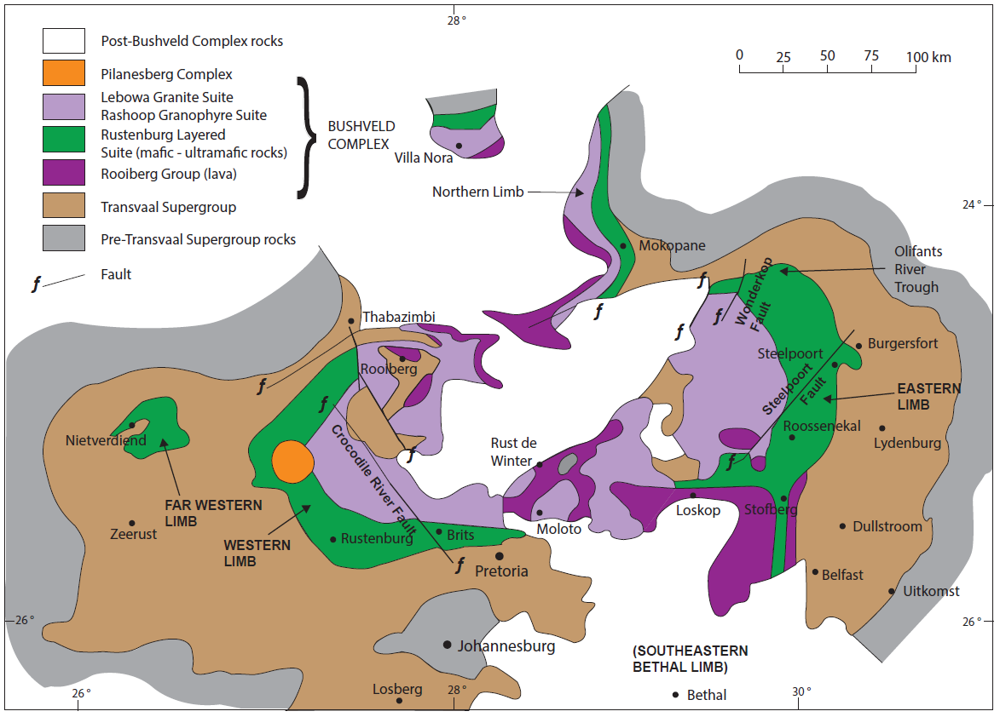 28°
Post-Bushveld Complex rocks
Pilanesberg Complex
Lebowa Granite Suite
Rashoop Granophyre Suite
Rustenburg Layered
Suite (mafic - ultramafic rocks)
Rooiberg Group (lava)
Transvaal Supergroup
Pre-Transvaal Supergroup rocks
f
Fault
BUSHVELD
COMPLEX
0 25 50 75 100 km
Villa Nora
Northern Limb
24°
Mokopane
Olifants
River
Trough
f
Wonderkop
Fault
f
f
f
Thabazimbi
Rooiberg
f
f
Steelpoort
Burgersfort
Steelpoort
Fault
EASTERN
LIMB
Roossenekal
Lydenburg
Nietverdiend
Crocodile River Fault
f
Rust de
Winter
f
FAR WESTERN
LIMB
Zeerust
WESTERN
LIMB
Rustenburg
Brits
f
Pretoria
Moloto
Loskop
Stofberg
Dullstroom
Belfast
Uitkomst
26°
26°
Johannesburg
(SOUTHEASTERN
BETHAL LIMB)
Bethal
Losberg
26°
28°
30°